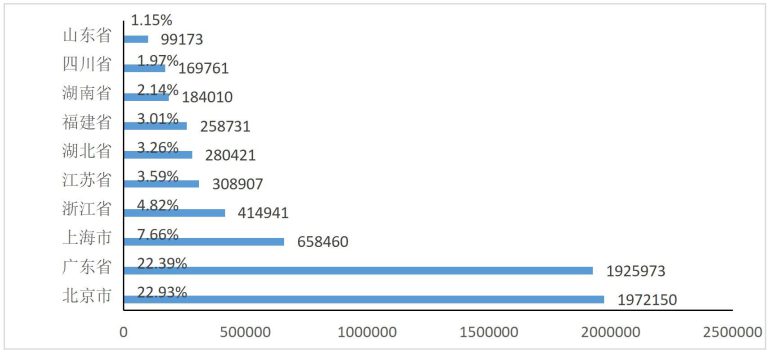 1.15%
山东省 99173
四川省 1.97% 169761
湖南省 2.14% 184010
福建省 3.01% 258731
湖北省 3.26% 280421
江苏省 3.59% 308907
浙江省 4.82% 414941
上海市 7.66% 658460
广东省 22.39% 1925973
北京市 22.93% 1972150
0 500000 1000000 1500000 2000000 2500000